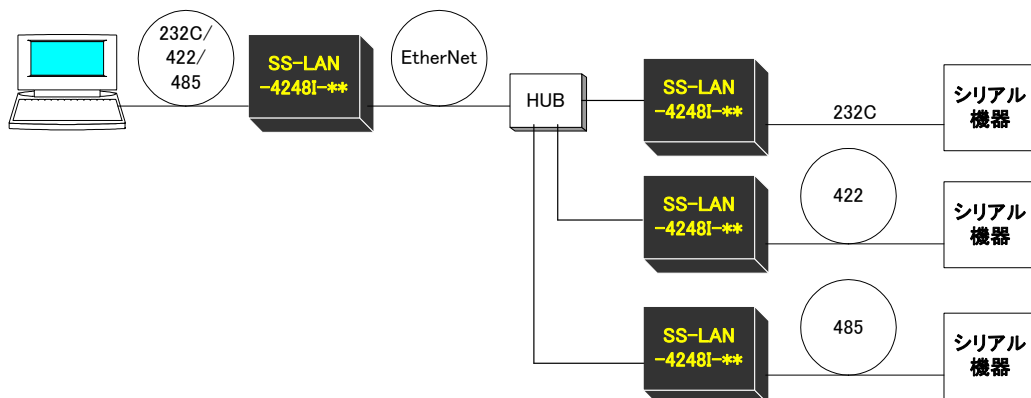 232C/
422/
485
SS-LAN
-4248I-**
EtherNet
HUB
SS-LAN
-4248I-**
232C
シリアル
機器
SS-LAN
-4248I-**
422
シリアル
機器
SS-LAN
-4248I-**
485
シリアル
機器